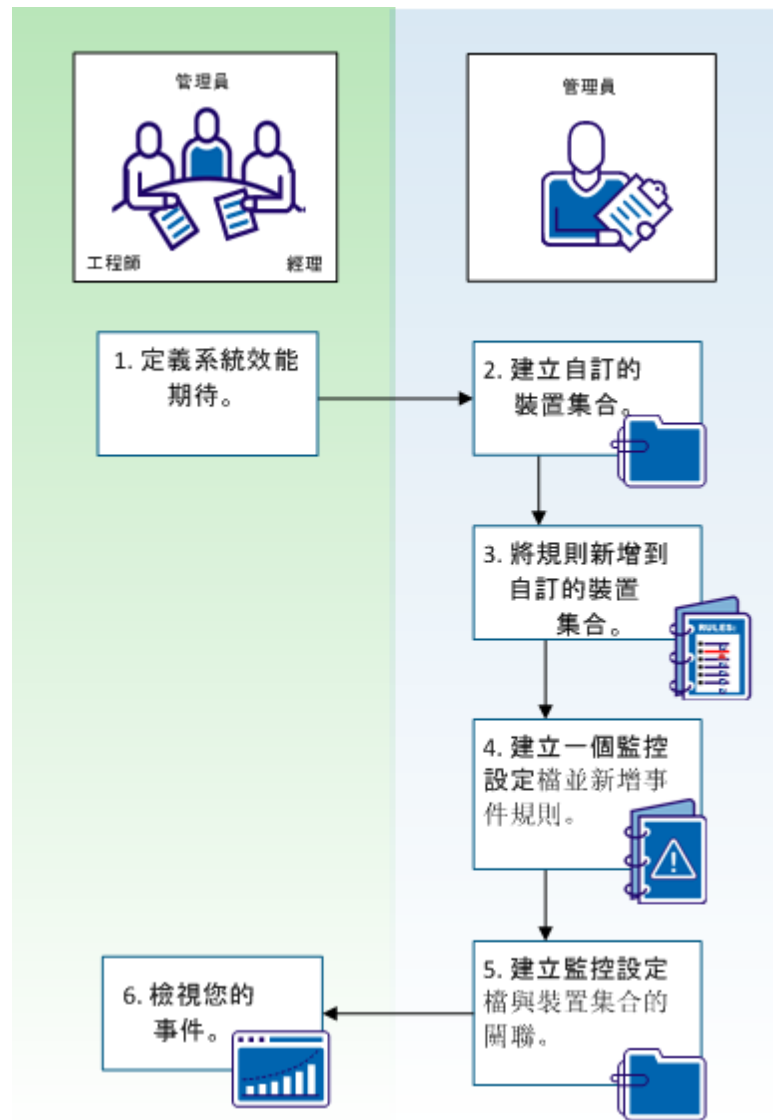 管理員
工程師
經理
管理員
1. 定義系統效能
期待。
2. 建立自訂的
裝置集合。
3. 將規則新增到
自訂的裝置
集合。
RULES:
4. 建立一個監控
設定檔並新增事
件規則。
5. 建立監控設定
檔與裝置集合的
關聯。
6. 檢視您的
事件。